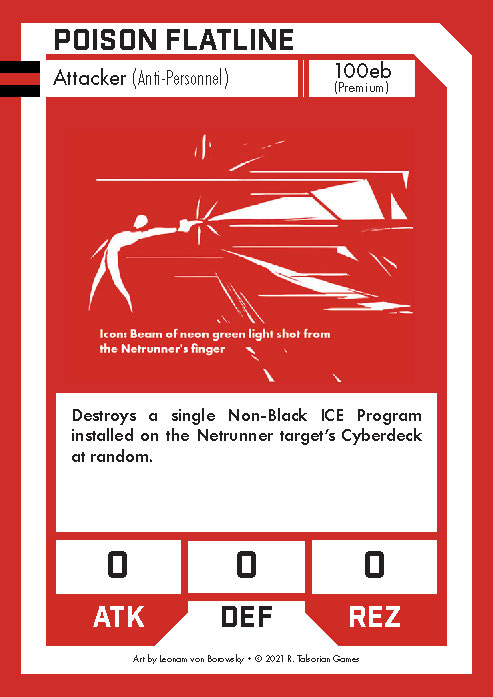 POISON FLATLINE
Attacker (Anti-Personnel)
100eb
(Premium)
Icon: Beam of neon green light shot from
the Netrunner's finger
Destroys a single Non-Black ICE Program
installed on the Netrunner target's Cyberdeck
at random.
0 0 0
ATK DEF REZ
Art by Leonam von Borowsky • © 2021 R. Talsorian Games